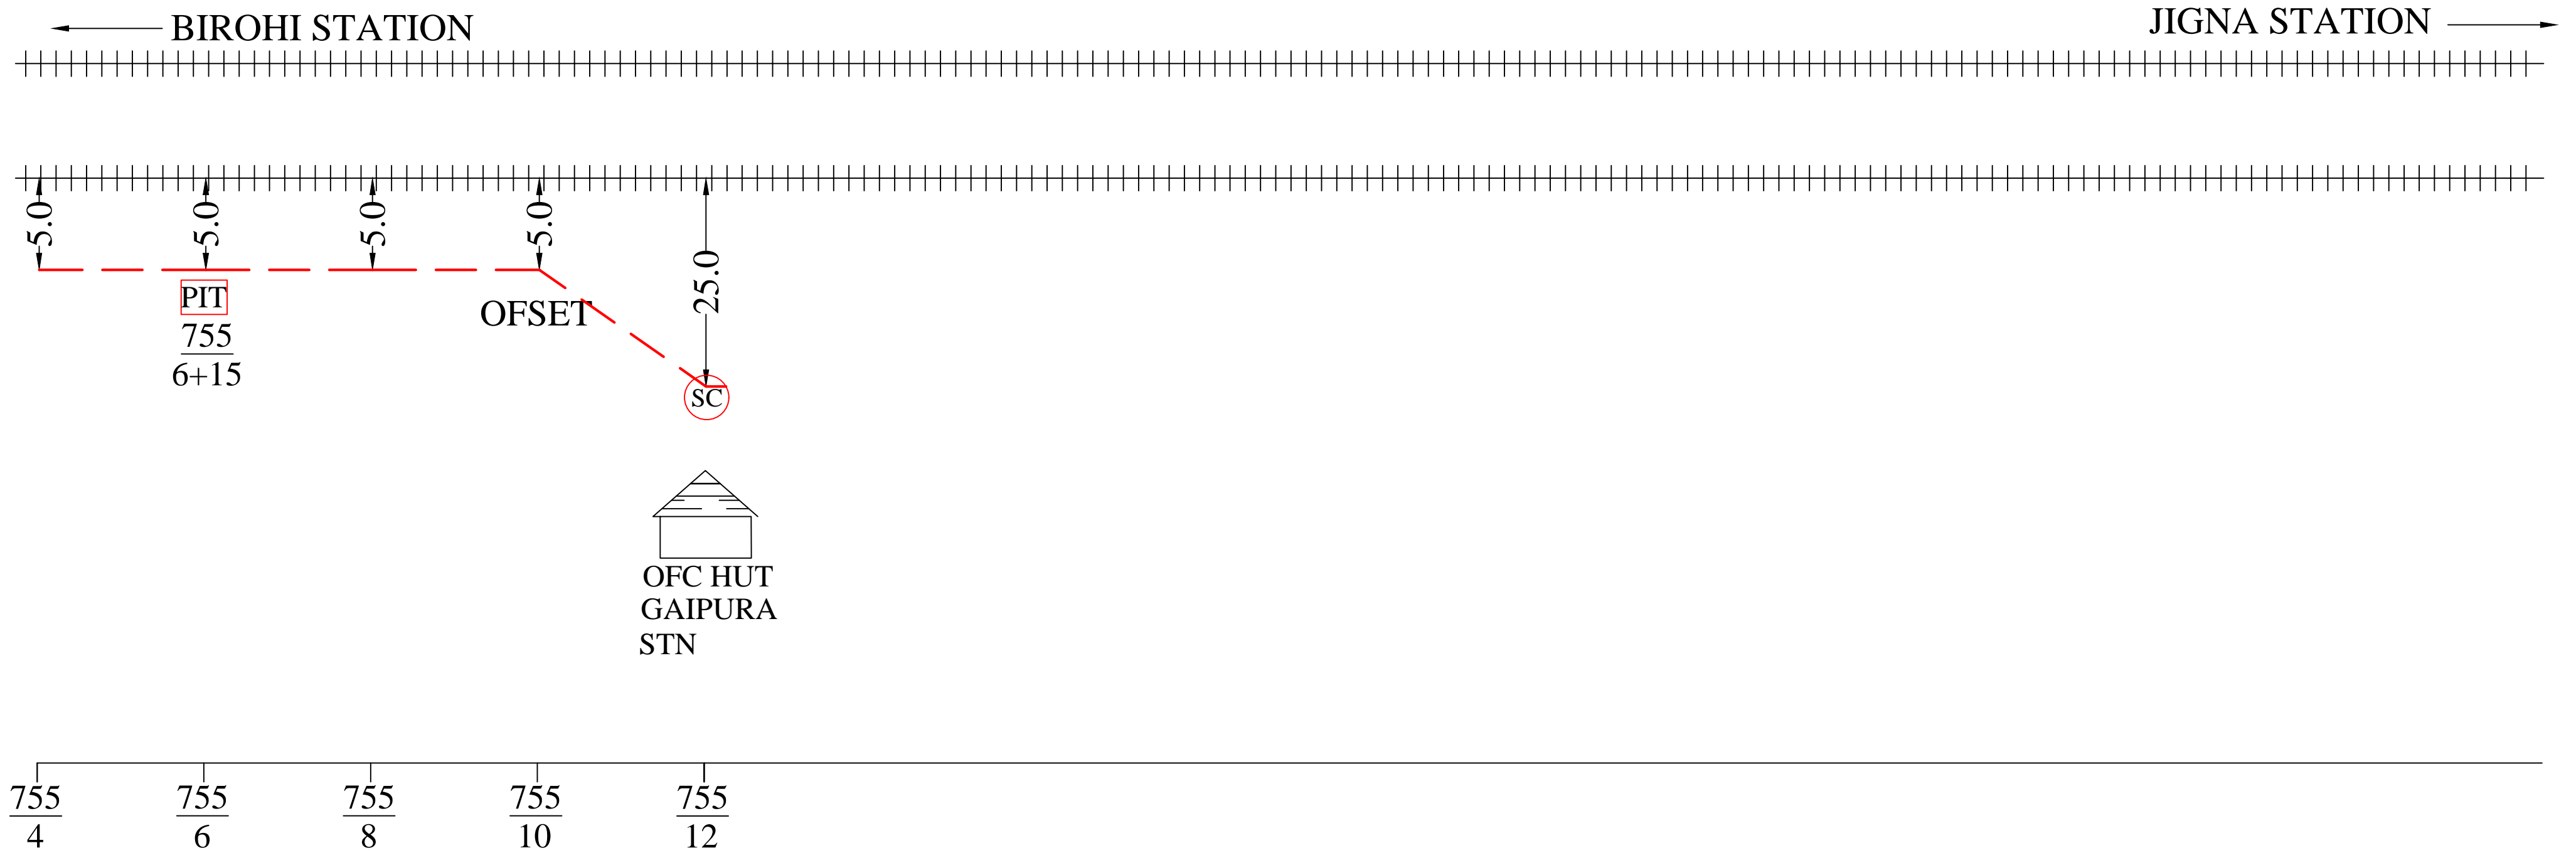 BIROHI STATION
JIGNA STATION
5.0
5.0
5.0
5.0
25.0
PIT
755
6+15
OFSET
SC
OFC HUT
GAIPURA
STN
755
4
755
6
755
8
755
10
755
12